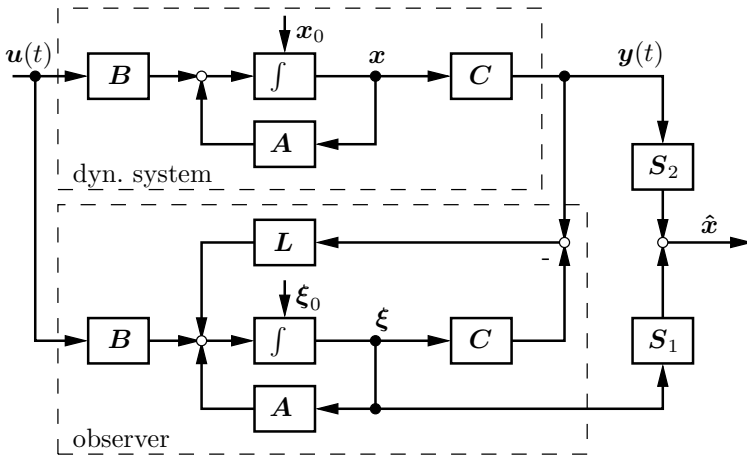 u(t)
B
x₀
∫
x
C
y(t)
A
dyn. system
S₂
L
-
x̂
ξ₀
B
∫
ξ
C
S₁
A
observer